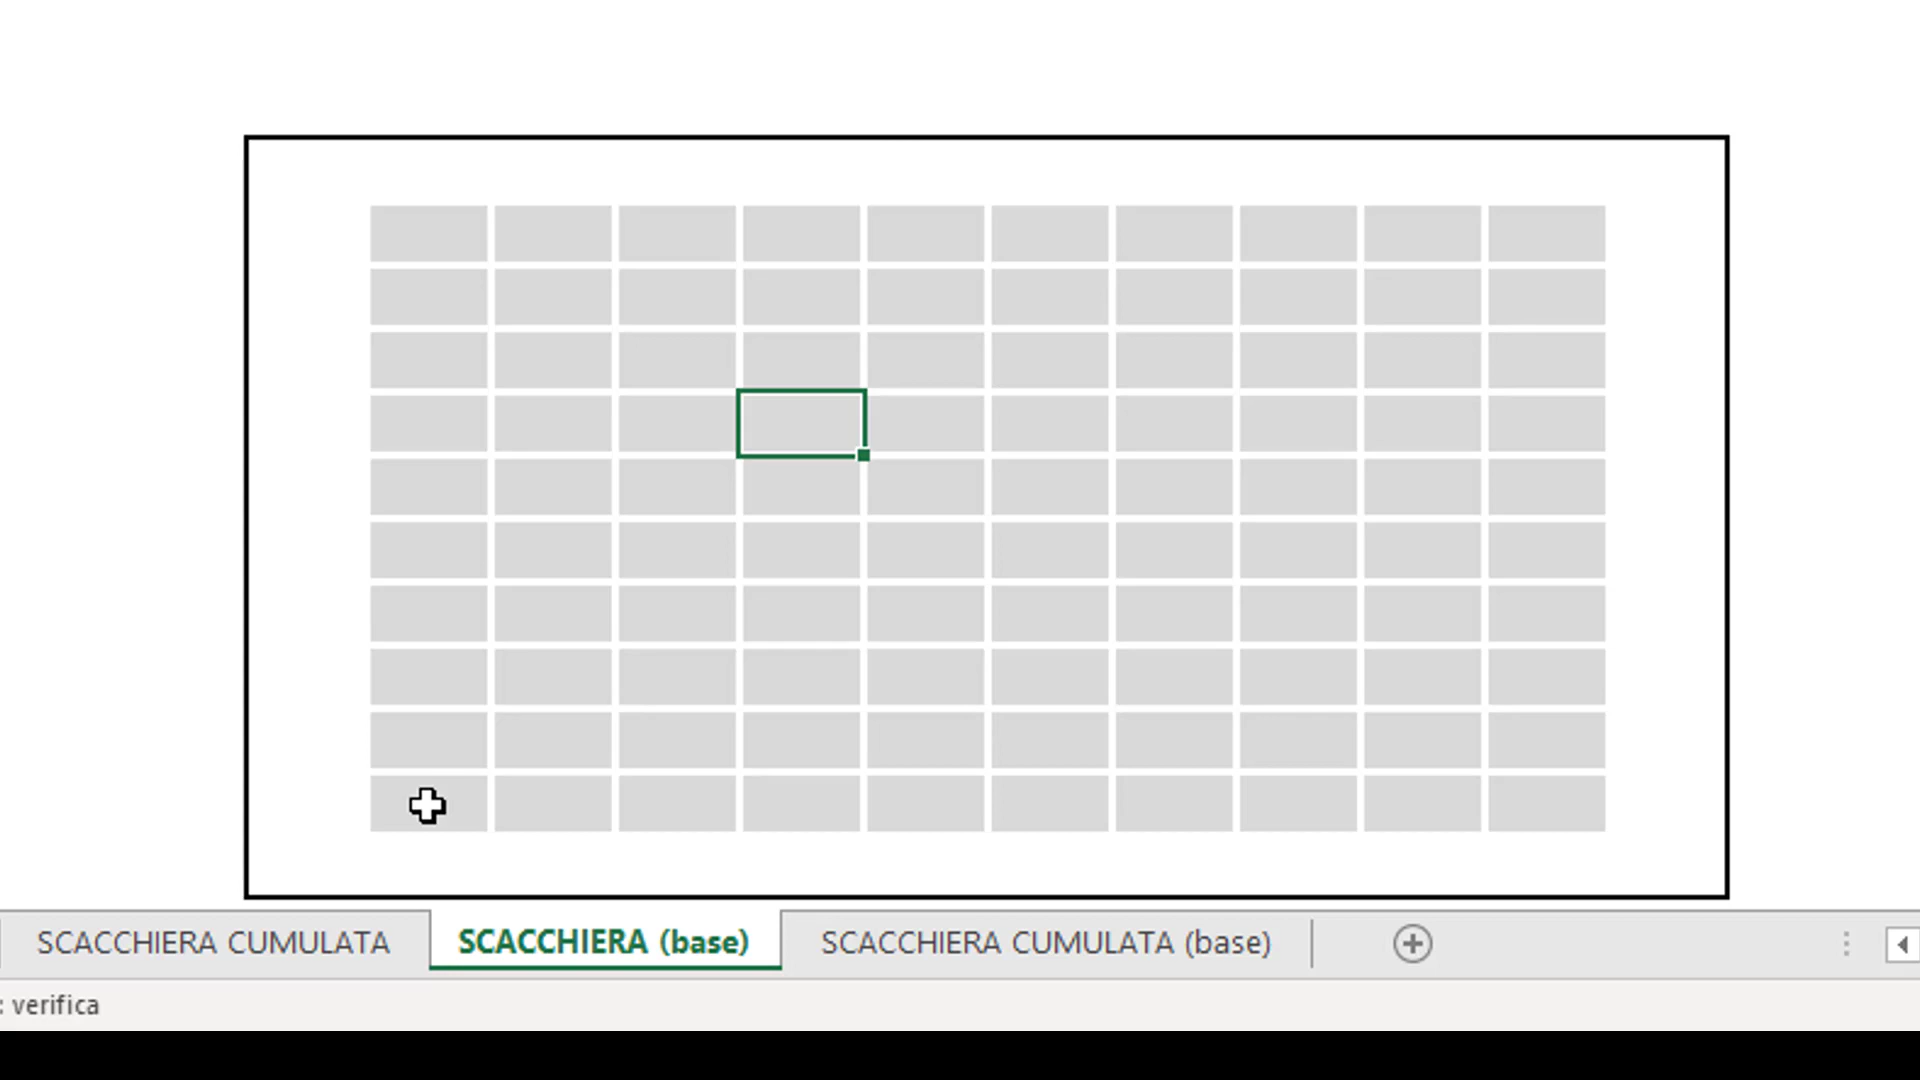 SCACCHIERA CUMULATA
SCACCHIERA (base)
SCACCHIERA CUMULATA (base)
: verifica